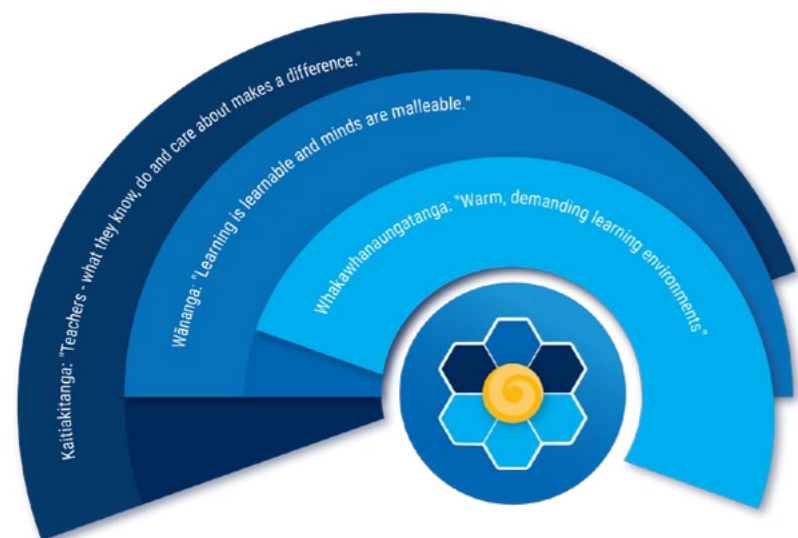 Kaitiakitanga: "Teachers - what they know, do and care about makes a difference."
Wānanga: "Learning is learnable and minds are malleable."
Whakawhanaungatanga: "Warm, demanding learning environments"